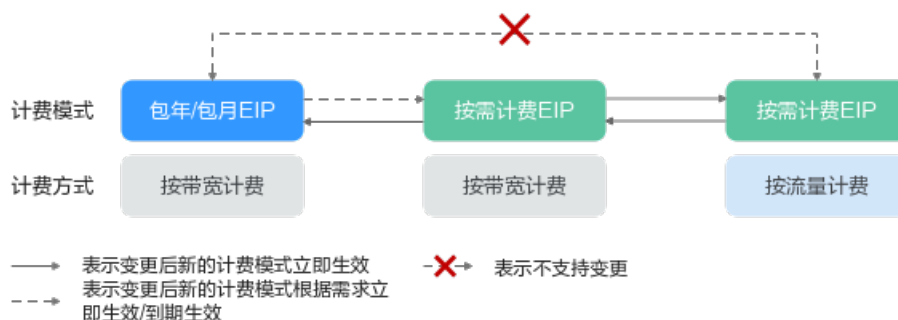 计费模式
包年/包月EIP
按需计费EIP
按需计费EIP
计费方式
按带宽计费
按带宽计费
按流量计费
表示变更后新的计费模式立即生效
表示不支持变更
表示变更后新的计费模式根据需求立
即生效/到期生效